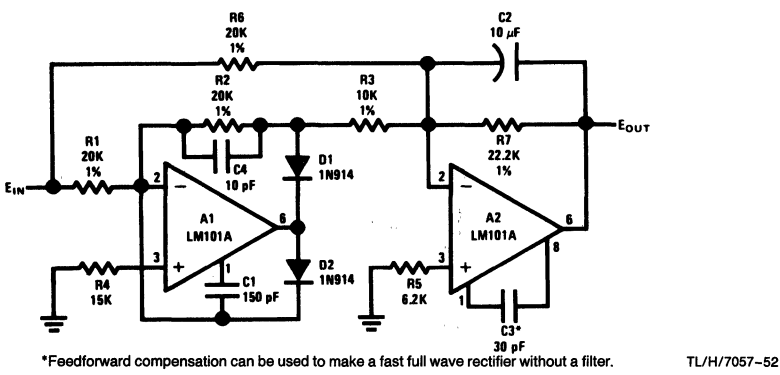 R6
20K
1%
C2
10 μF
R2
20K
1%
R3
10K
1%
R1
20K
1%
C4
10 pF
D1
1N914
R7
22.2K
1%
EOUT
EIN
2
−
A1
LM101A
6
3
+
1
C1
150 pF
R4
15K
D2
1N914
2
−
A2
LM101A
6
8
3
+
1
R5
6.2K
C3*
30 pF
*Feedforward compensation can be used to make a fast full wave rectifier without a filter.
TL/H/7057–52